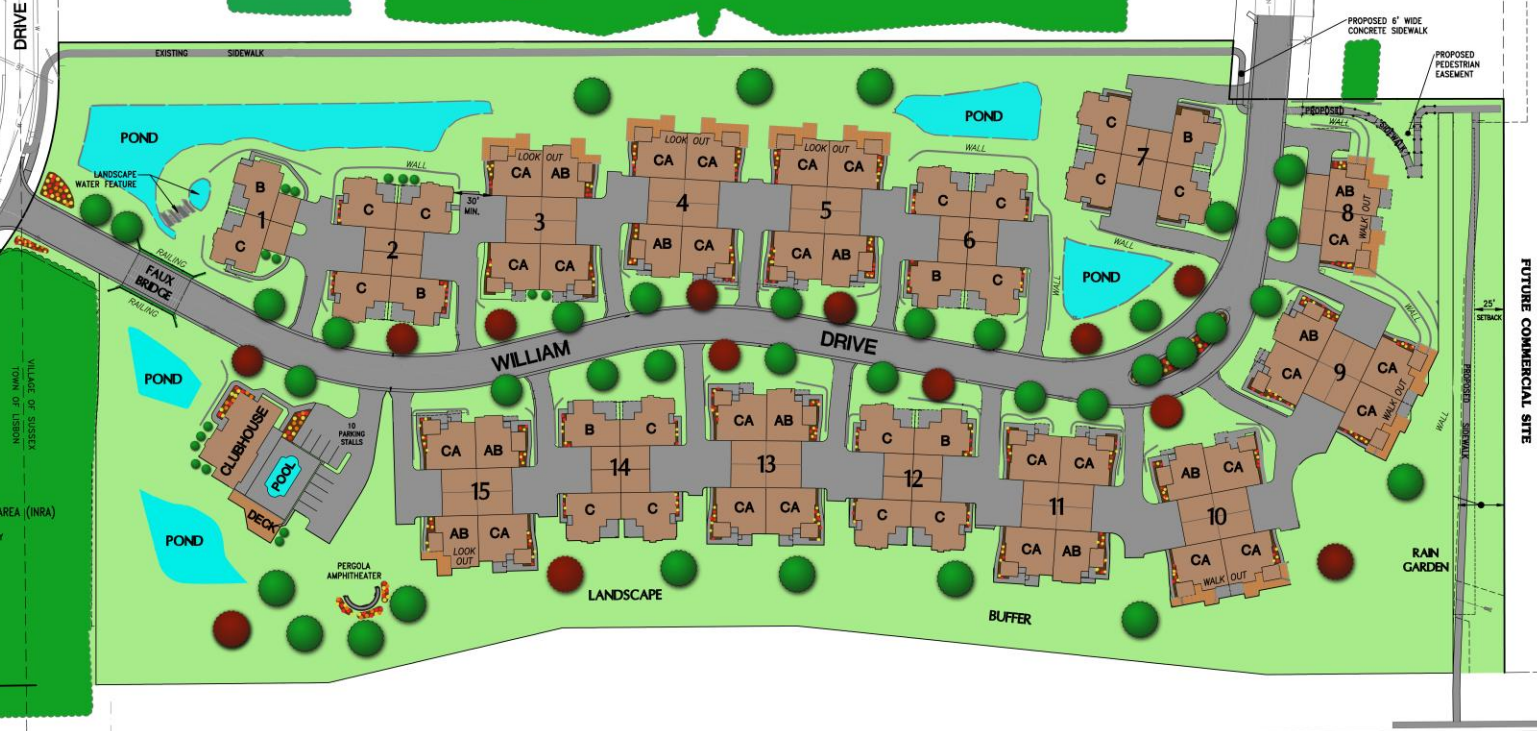 DRIVE
EXISTING SIDEWALK
PROPOSED 6' WIDE
CONCRETE SIDEWALK
PROPOSED
PEDESTRIAN
EASEMENT
PROPOSED
SIDEWALK
WALL
POND
LANDSCAPE
WATER FEATURE
B
1
C
WALL
C C
2
C B
30'
MIN.
LOOK OUT
CA AB
3
CA CA
LOOK OUT
CA CA
4
AB CA
LOOK OUT
CA CA
5
CA AB
POND
WALL
C C
6
B C
WALL
C
B
7
C
C
WALL
POND
AB
8
CA
WALK OUT
WALL
RAILING
FAUX
BRIDGE
RAILING
WILLIAM
DRIVE
AB
CA
9
CA
CA
WALK OUT
WALL
25'
SETBACK
PROPOSED SIDEWALK
FUTURE COMMERCIAL SITE
VILLAGE OF SUSSEX
TOWN OF LISBON
AREA (INRA)
Y
POND
CLUBHOUSE
POOL
DECK
10
PARKING
STALLS
POND
PERGOLA
AMPHITHEATER
CA AB
15
AB CA
LOOK
OUT
B C
14
C C
CA AB
13
CA CA
C B
12
C C
CA CA
11
CA AB
AB CA
10
CA CA
WALK OUT
LANDSCAPE
BUFFER
RAIN
GARDEN